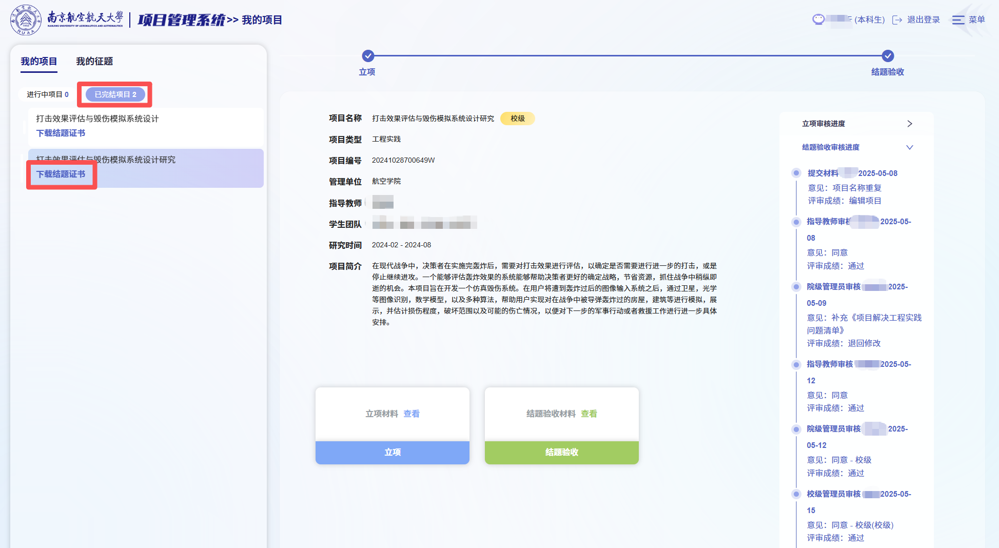 南京航空航天大學
NANJING UNIVERSITY OF AERONAUTICS AND ASTRONAUTICS
1952
NUAA
项目管理系统 >> 我的项目
(本科生)
退出登录
菜单
我的项目 我的征题
进行中项目 0
已完结项目 2
打击效果评估与毁伤模拟系统设计
下载结题证书
打击效果评估与毁伤模拟系统设计研究
下载结题证书
立项
结题验收
项目名称 打击效果评估与毁伤模拟系统设计研究 校级
项目类型 工程实践
项目编号 20241028700649W
管理单位 航空学院
指导教师
学生团队
研究时间 2024-02 - 2024-08
项目简介 在现代战争中，决策者在实施完轰炸后，需要对打击效果进行评估，以确定是否需要进行进一步的打击，或是
停止继续进攻。一个能够评估轰炸效果的系统能够帮助决策者更好的确定战略，节省资源，抓住战争中稍纵即
逝的机会。本项目旨在开发一个仿真毁伤系统。在用户将遭到轰炸过后的图像输入系统之后，通过卫星，光学
等图像识别，数学模型，以及多种算法，帮助用户实现对在战争中被导弹轰炸过的房屋，建筑等进行模拟，展
示，并估计损伤程度，破坏范围以及可能的伤亡情况，以便对下一步的军事行动或者救援工作进行进一步具体
安排。
立项材料 查看
立项
结题验收材料 查看
结题验收
立项审核进度
结题验收审核进度
提交材料 2025-05-08
意见：项目名称重复
评审成绩：编辑项目
指导教师审核 2025-05-
08
意见：同意
评审成绩：通过
院级管理员审核 2025-
05-09
意见：补充《项目解决工程实践
问题清单》
评审成绩：退回修改
指导教师审核 2025-05-
12
意见：同意
评审成绩：通过
院级管理员审核 2025-
05-12
意见：同意 - 校级
评审成绩：通过
校级管理员审核 2025-05-
15
意见：同意 - 校级(校级)
评审成绩：通过